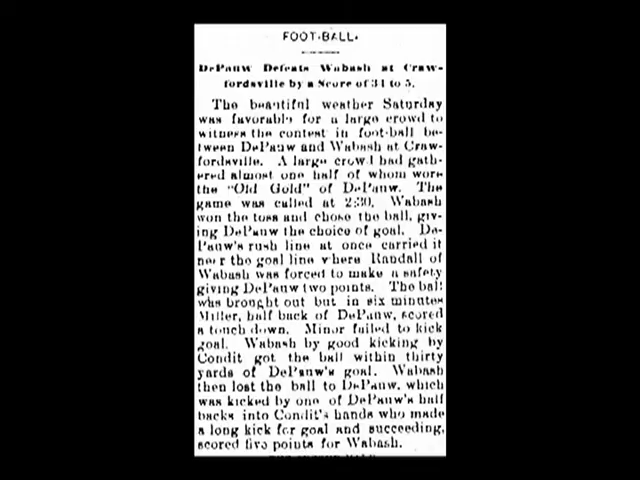 FOOT-BALL.
DePauw Defeats Wabash at Craw-
fordsville by a Score of 34 to 5.
The beautiful weather Saturday
was favorable for a large crowd to
witness the contest in foot-ball be-
tween DePauw and Wabash at Craw-
fordsville. A large crowd had gath-
ered almost one half of whom wore
the "Old Gold" of DePauw. The
game was called at 2:30. Wabash
won the toss and chose the ball, giv-
ing DePauw the choice of goal. De-
Pauw's rush line at once carried it
near the goal line where Randall of
Wabash was forced to make a safety
giving DePauw two points. The ball
was brought out but in six minutes
Miller, half back of DePauw, scored
a touch down. Minor failed to kick
goal. Wabash by good kicking by
Condit got the ball within thirty
yards of DePauw's goal. Wabash
then lost the ball to DePauw, which
was kicked by one of DePauw's half
backs into Condit's hands who made
a long kick for goal and succeeding,
scored five points for Wabash.